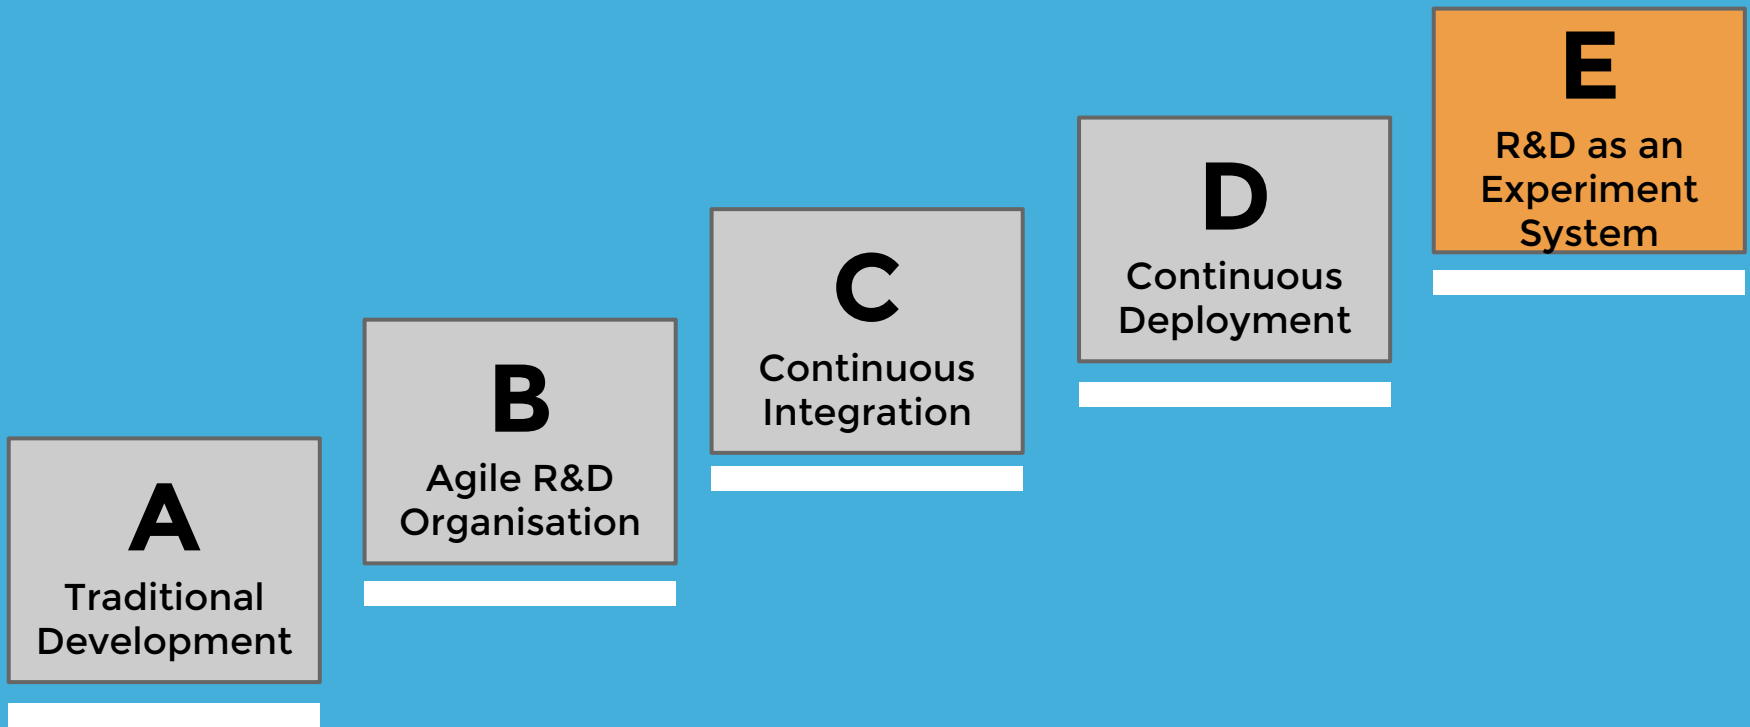 A
Traditional
Development
B
Agile R&D
Organisation
C
Continuous
Integration
D
Continuous
Deployment
E
R&D as an
Experiment
System